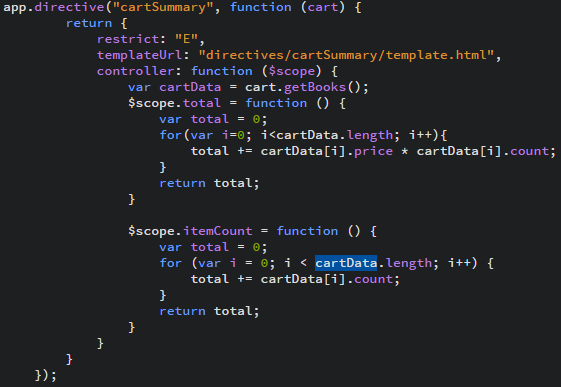 app.directive("cartSummary", function (cart) {
        return {
            restrict: "E",
            templateUrl: "directives/cartSummary/template.html",
            controller: function ($scope) {
                var cartData = cart.getBooks();
                $scope.total = function () {
                    var total = 0;
                    for(var i=0; i<cartData.length; i++){
                        total += cartData[i].price * cartData[i].count;
                    }
                    return total;
                }

                $scope.itemCount = function () {
                    var total = 0;
                    for (var i = 0; i < cartData.length; i++) {
                        total += cartData[i].count;
                    }
                    return total;
                }
            }
        }
    });